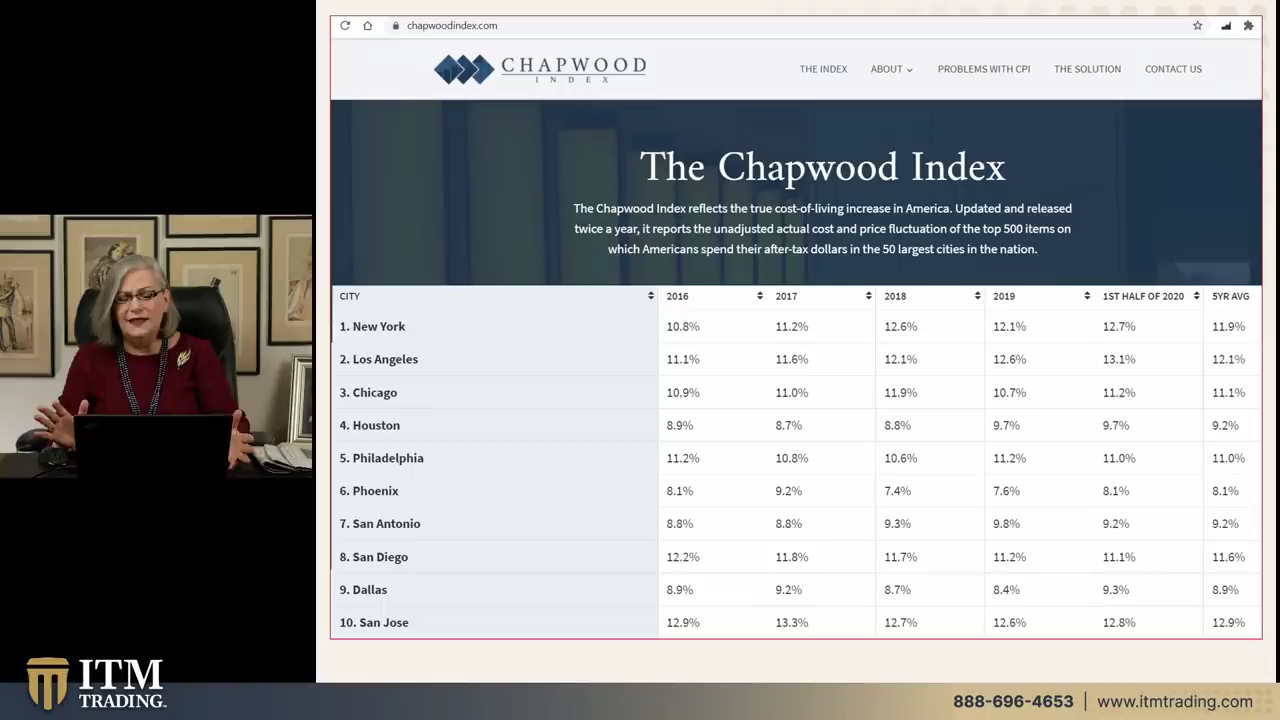 chapwoodindex.com
CHAPWOOD
INDEX
THE INDEX ABOUT PROBLEMS WITH CPI THE SOLUTION CONTACT US
The Chapwood Index
The Chapwood Index reflects the true cost-of-living increase in America. Updated and released
twice a year, it reports the unadjusted actual cost and price fluctuation of the top 500 items on
which Americans spend their after-tax dollars in the 50 largest cities in the nation.
CITY 2016 2017 2018 2019 1ST HALF OF 2020 5YR AVG
1. New York 10.8% 11.2% 12.6% 12.1% 12.7% 11.9%
2. Los Angeles 11.1% 11.6% 12.1% 12.6% 13.1% 12.1%
3. Chicago 10.9% 11.0% 11.9% 10.7% 11.2% 11.1%
4. Houston 8.9% 8.7% 8.8% 9.7% 9.7% 9.2%
5. Philadelphia 11.2% 10.8% 10.6% 11.2% 11.0% 11.0%
6. Phoenix 8.1% 9.2% 7.4% 7.6% 8.1% 8.1%
7. San Antonio 8.8% 8.8% 9.3% 9.8% 9.2% 9.2%
8. San Diego 12.2% 11.8% 11.7% 11.2% 11.1% 11.6%
9. Dallas 8.9% 9.2% 8.7% 8.4% 9.3% 8.9%
10. San Jose 12.9% 13.3% 12.7% 12.6% 12.8% 12.9%
ITM
TRADING
888-696-4653 | www.itmtrading.com